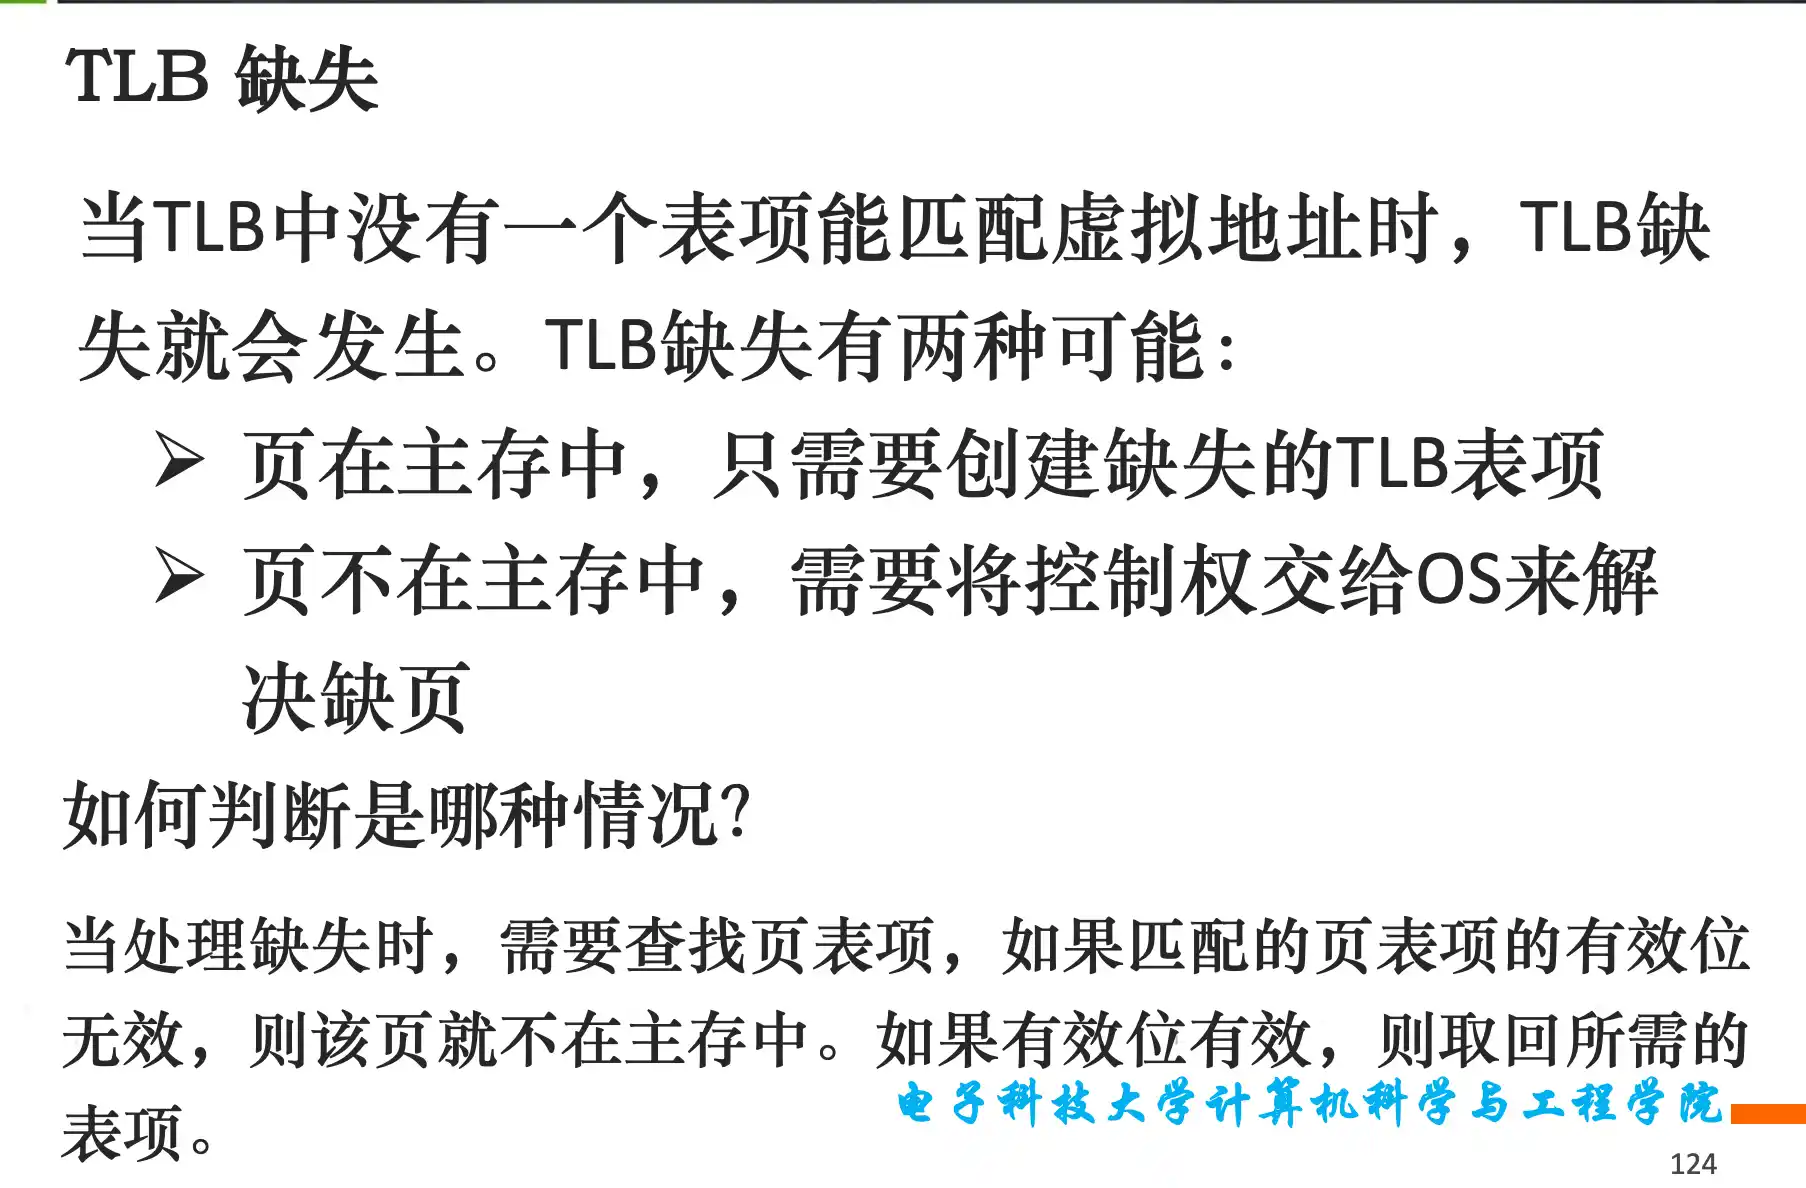 TLB 缺失
当TLB中没有一个表项能匹配虚拟地址时，TLB缺
失就会发生。TLB缺失有两种可能：
➢ 页在主存中，只需要创建缺失的TLB表项
➢ 页不在主存中，需要将控制权交给OS来解
决缺页
如何判断是哪种情况？
当处理缺失时，需要查找页表项，如果匹配的页表项的有效位
无效，则该页就不在主存中。如果有效位有效，则取回所需的
表项。
电子科技大学计算机科学与工程学院
124